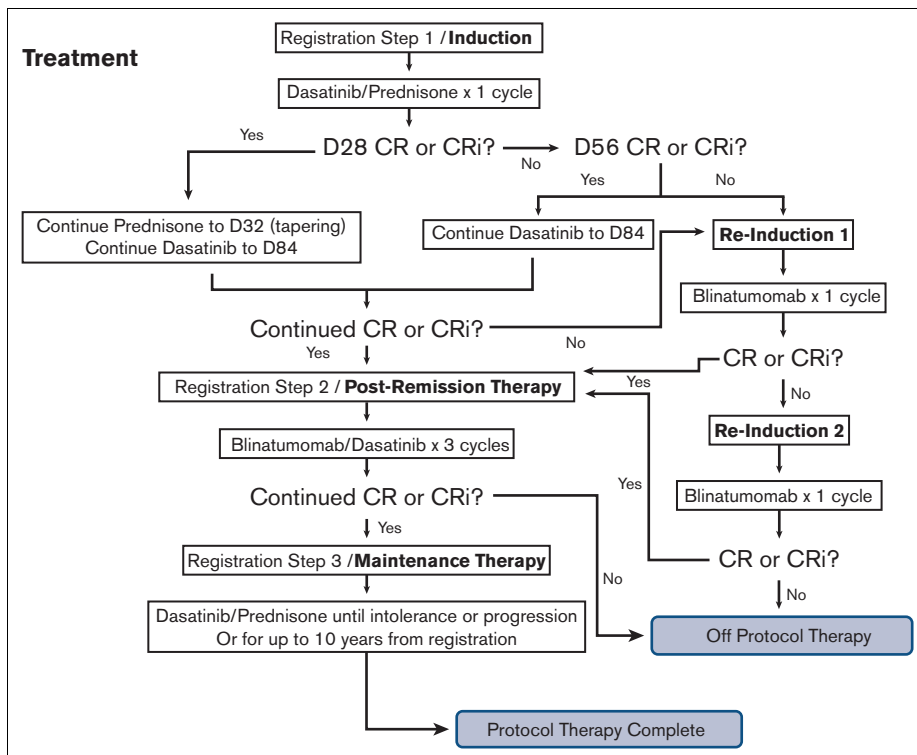 Treatment
Registration Step 1 / Induction
Dasatinib/Prednisone x 1 cycle
Yes
D28 CR or CRi?
No
D56 CR or CRi?
Yes
No
Continue Prednisone to D32 (tapering)
Continue Dasatinib to D84
Continue Dasatinib to D84
Re-Induction 1
Blinatumomab x 1 cycle
Continued CR or CRi?
No
Yes
CR or CRi?
Yes
No
Registration Step 2 / Post-Remission Therapy
Re-Induction 2
Blinatumomab/Dasatinib x 3 cycles
Yes
Blinatumomab x 1 cycle
Continued CR or CRi?
Yes
No
CR or CRi?
No
Registration Step 3 /Maintenance Therapy
Dasatinib/Prednisone until intolerance or progression
Or for up to 10 years from registration
Off Protocol Therapy
Protocol Therapy Complete